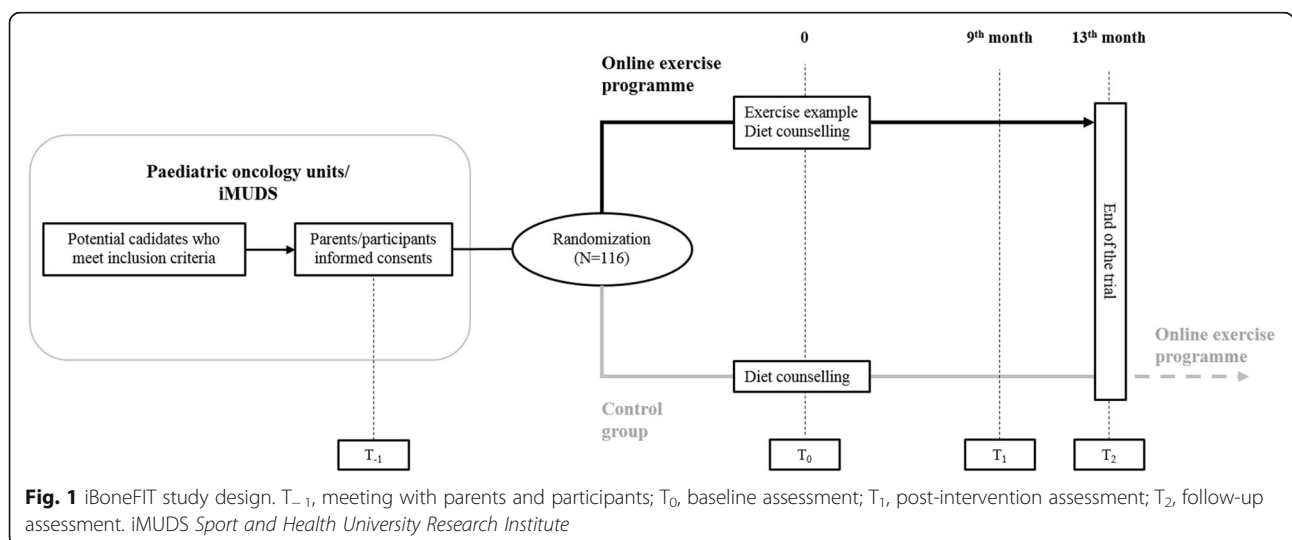 0
9th month
13th month
Online exercise
programme
Exercise example
Diet counselling
Paediatric oncology units/
iMUDS
Potential cadidates who
meet inclusion criteria
Parents/participants
informed consents
Randomization
(N=116)
End of the trial
Online exercise
programme
Diet counselling
Control
group
T-1
T0
T1
T2
Fig. 1 iBoneFIT study design. T− 1, meeting with parents and participants; T0, baseline assessment; T1, post-intervention assessment; T2, follow-up
assessment. iMUDS Sport and Health University Research Institute